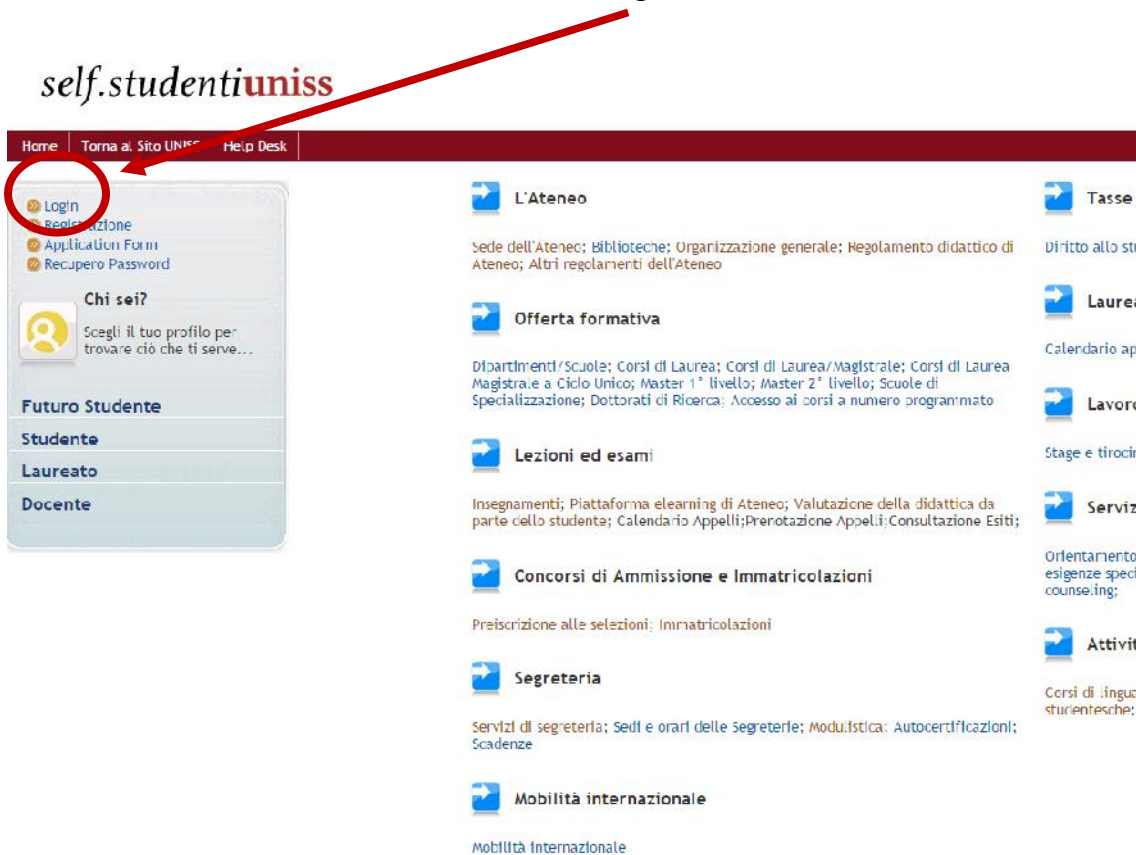 self.studentiuniss
Home
Torna al Sito UNISS
Help Desk
Login
Registrazione
Application Form
Recupero Password
Chi sei?
Scegli il tuo profilo per
trovare ciò che ti serve...
Futuro Studente
Studente
Laureato
Docente
L'Ateneo
Sede dell'Ateneo; Biblioteche; Organizzazione generale; Regolamento didattico di
Ateneo; Altri regolamenti dell'Ateneo
Offerta formativa
Dipartimenti/Scuole; Corsi di Laurea; Corsi di Laurea/Magistrale; Corsi di Laurea
Magistrale a Ciclo Unico; Master 1° livello; Master 2° livello; Scuole di
Specializzazione; Dottorati di Ricerca; Accesso ai corsi a numero programmato
Lezioni ed esami
Insegnamenti; Piattaforma elearning di Ateneo; Valutazione della didattica da
parte dello studente; Calendario Appelli;Prenotazione Appelli;Consultazione Esiti;
Concorsi di Ammissione e Immatricolazioni
Preiscrizione alle selezioni; Immatricolazioni
Segreteria
Servizi di segreteria; Sedi e orari delle Segreterie; Modulistica; Autocertificazioni;
Scadenze
Mobilità internazionale
Mobilità internazionale
Tasse
Diritto allo stu
Laurea
Calendario ap
Lavoro
Stage e tirocin
Serviz
Orientamento
esigenze speci
counseling;
Attivit
Corsi di lingua
studentesche;